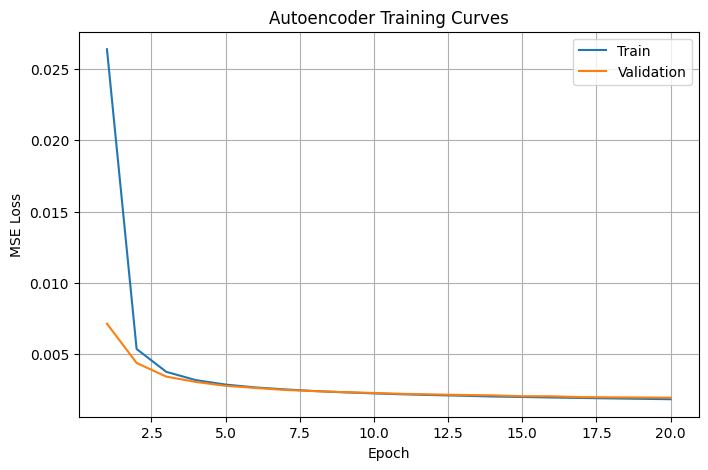 Autoencoder Training Curves
Train
Validation
0.025
0.020
0.015
0.010
0.005
MSE Loss
2.5 5.0 7.5 10.0 12.5 15.0 17.5 20.0
Epoch